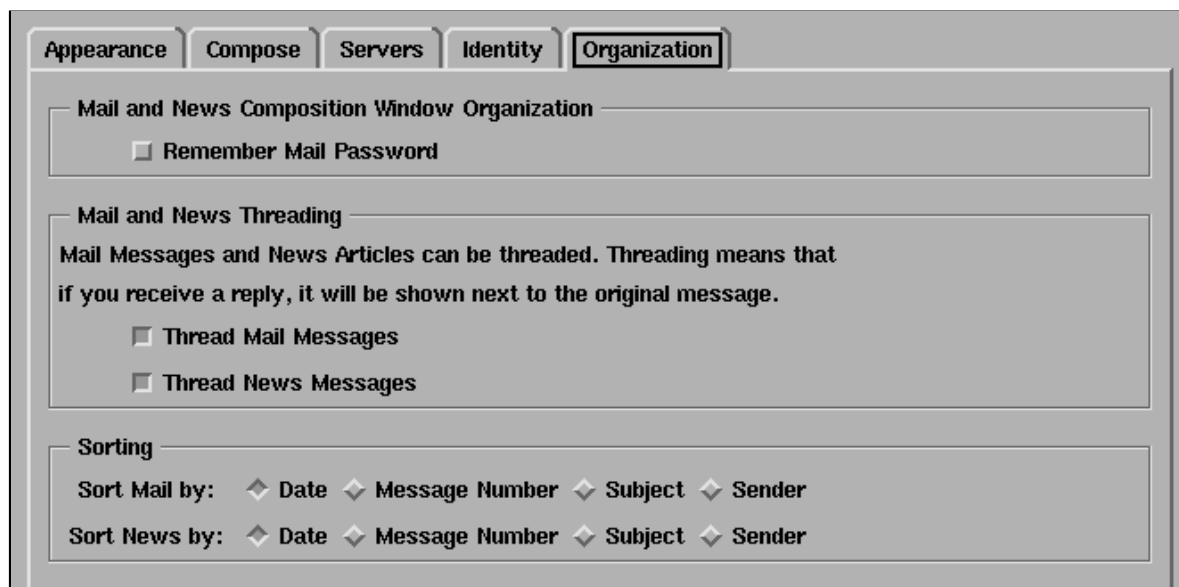 Appearance Compose Servers Identity Organization
Mail and News Composition Window Organization
Remember Mail Password
Mail and News Threading
Mail Messages and News Articles can be threaded. Threading means that
if you receive a reply, it will be shown next to the original message.
Thread Mail Messages
Thread News Messages
Sorting
Sort Mail by: Date Message Number Subject Sender
Sort News by: Date Message Number Subject Sender